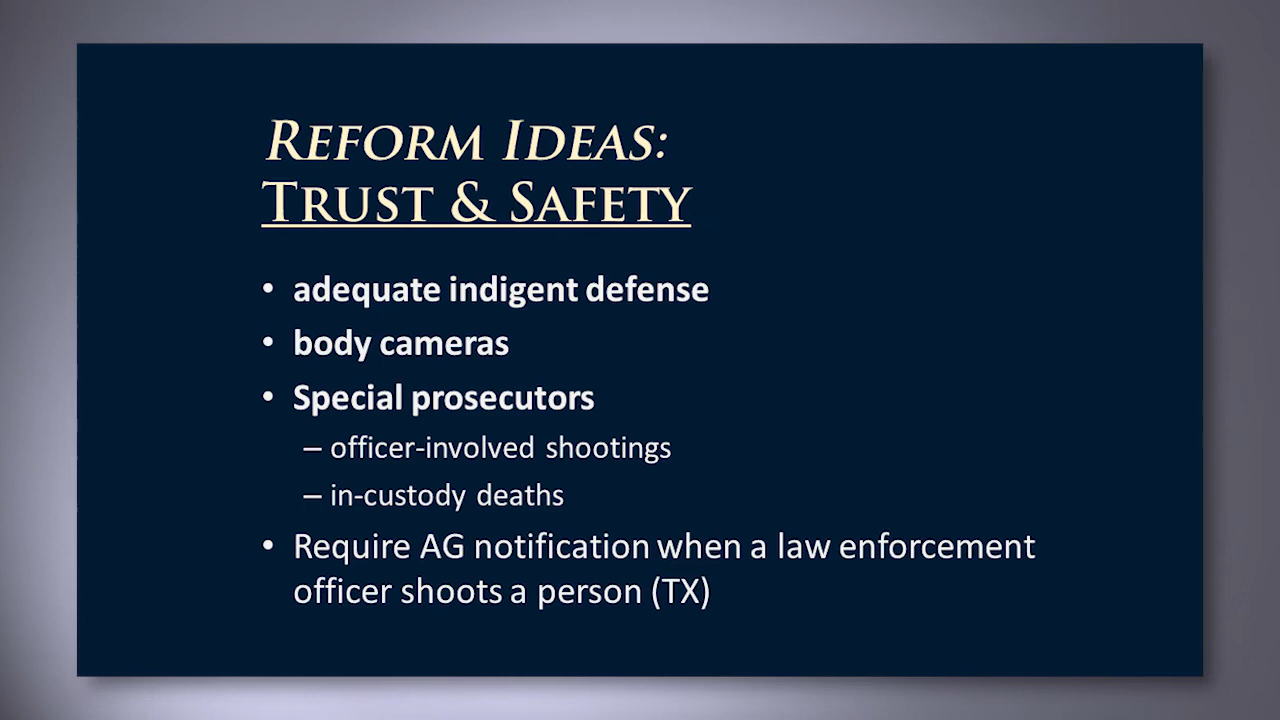 Reform Ideas:
Trust & Safety
• adequate indigent defense
• body cameras
• Special prosecutors
– officer-involved shootings
– in-custody deaths
• Require AG notification when a law enforcement
officer shoots a person (TX)